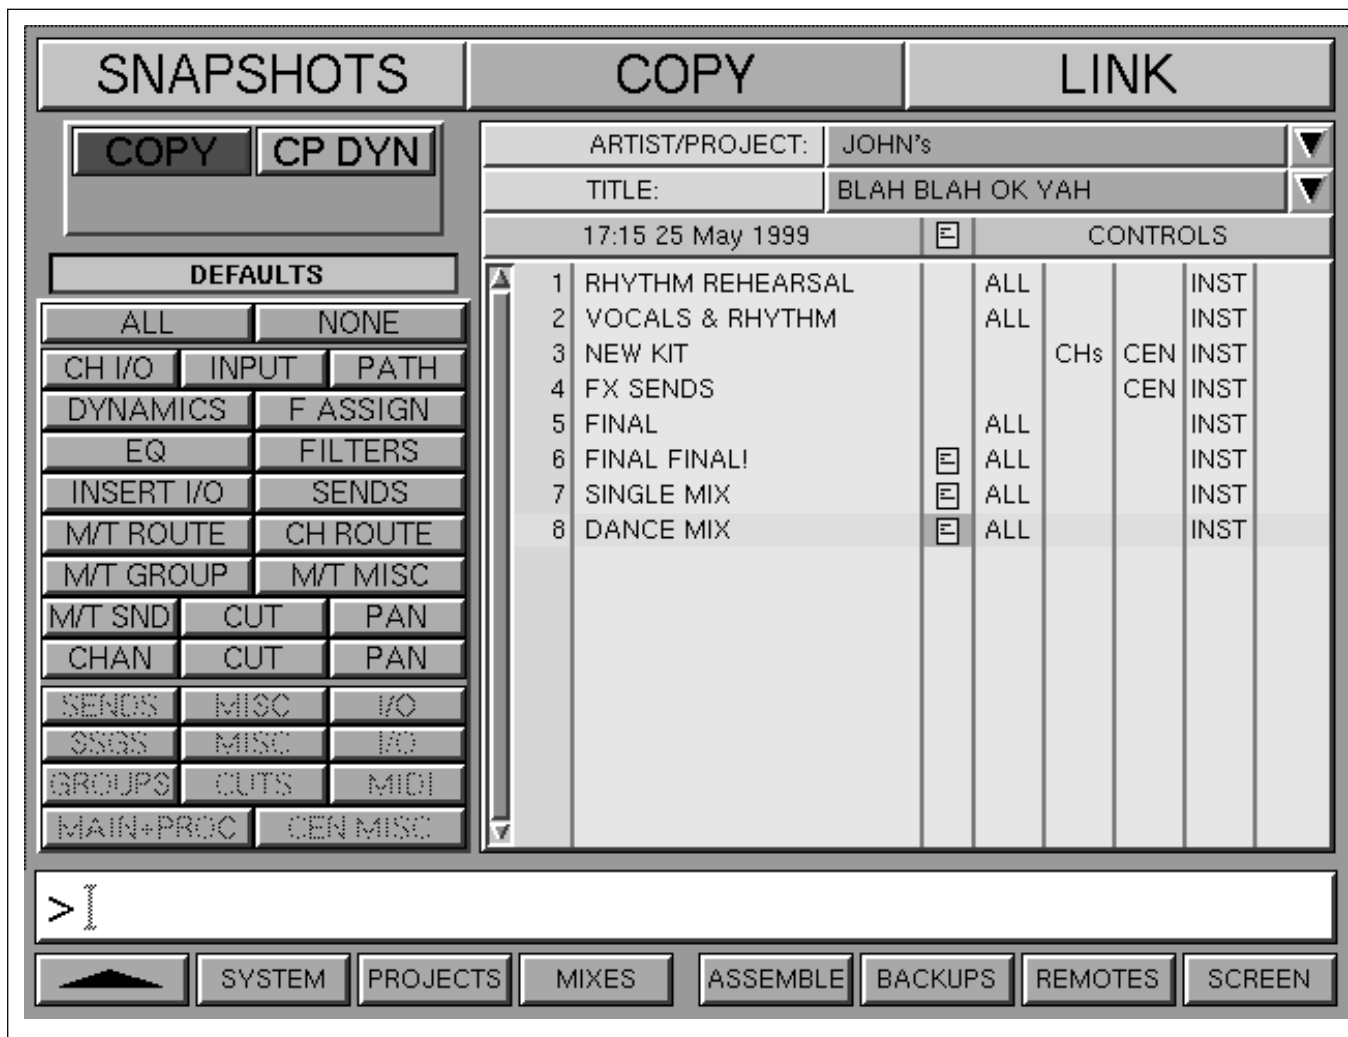 SNAPSHOTS COPY LINK
COPY CP DYN
ARTIST/PROJECT: JOHN's
TITLE: BLAH BLAH OK YAH
17:15 25 May 1999 CONTROLS
DEFAULTS
ALL NONE
CH I/O INPUT PATH
DYNAMICS F ASSIGN
EQ FILTERS
INSERT I/O SENDS
M/T ROUTE CH ROUTE
M/T GROUP M/T MISC
M/T SND CUT PAN
CHAN CUT PAN
SENDS MISC I/O
SSGS MISC I/O
GROUPS CUTS MIDI
MAIN+PROC CEN MISC
1 RHYTHM REHEARSAL ALL INST
2 VOCALS & RHYTHM ALL INST
3 NEW KIT CHs CEN INST
4 FX SENDS CEN INST
5 FINAL ALL INST
6 FINAL FINAL! ALL INST
7 SINGLE MIX ALL INST
8 DANCE MIX ALL INST
>
SYSTEM PROJECTS MIXES ASSEMBLE BACKUPS REMOTES SCREEN